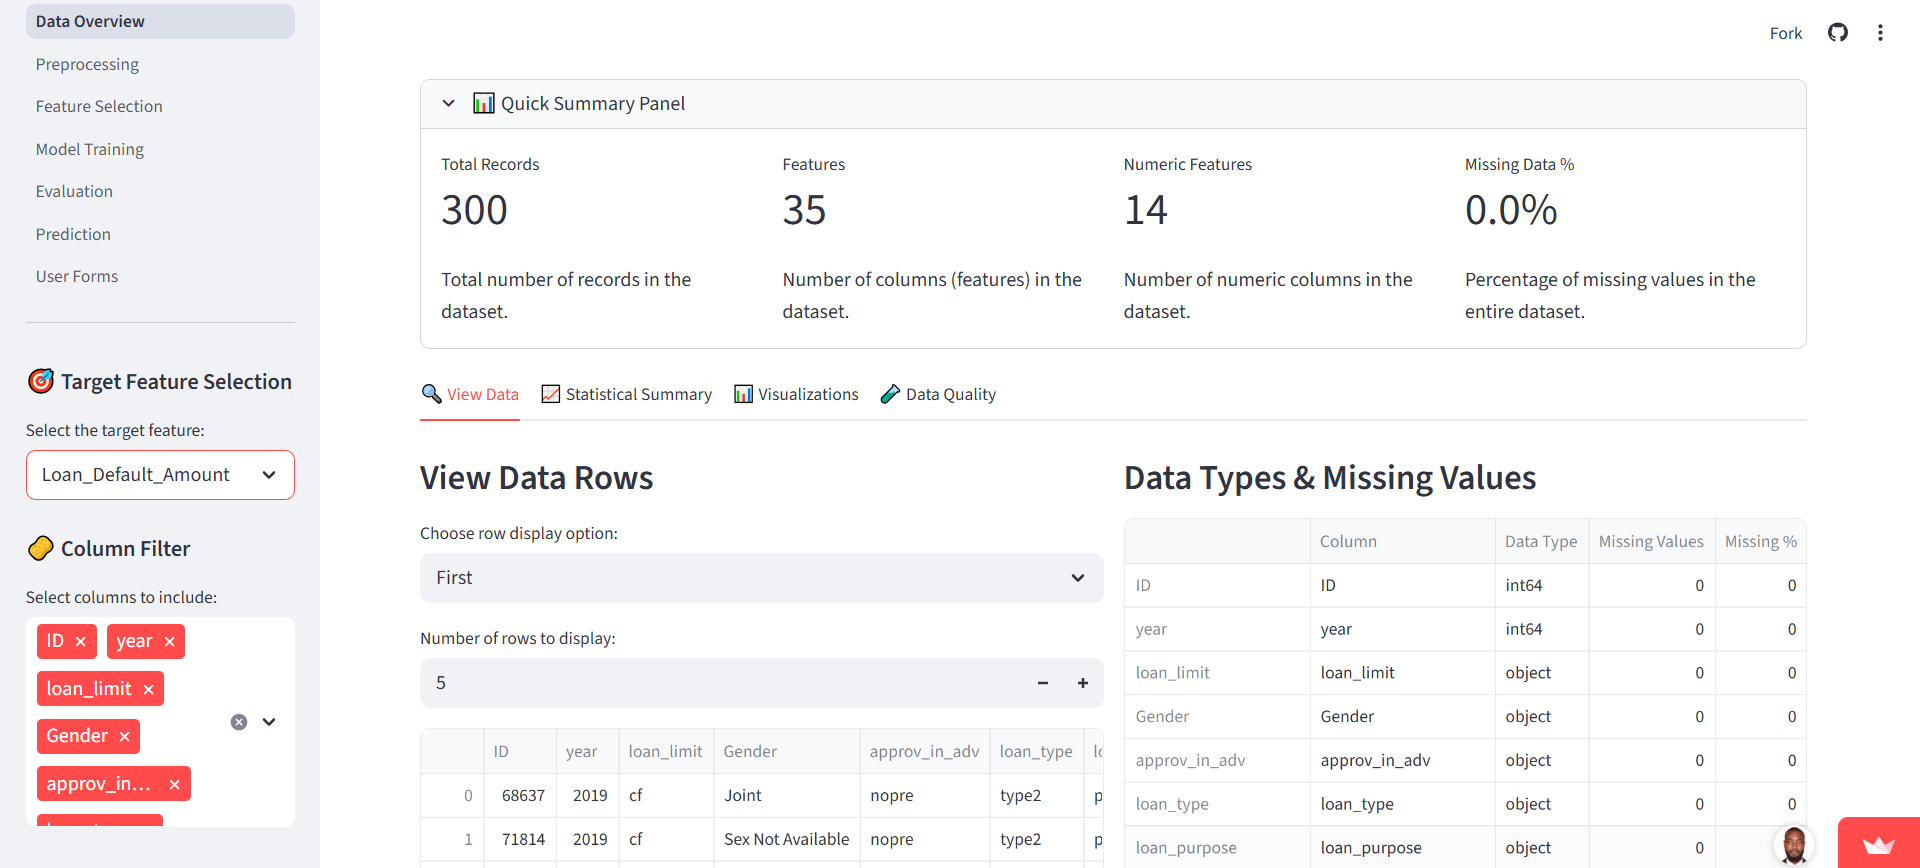 Data Overview
Preprocessing
Feature Selection
Model Training
Evaluation
Prediction
User Forms
Target Feature Selection
Select the target feature:
Loan_Default_Amount
Column Filter
Select columns to include:
ID year
loan_limit
Gender
approv_in...
Fork
Quick Summary Panel
Total Records Features Numeric Features Missing Data %
300 35 14 0.0%
Total number of records in the Number of columns (features) in the Number of numeric columns in the Percentage of missing values in the
dataset. dataset. dataset. entire dataset.
View Data Statistical Summary Visualizations Data Quality
View Data Rows
Choose row display option:
First
Number of rows to display:
5
ID year loan_limit Gender approv_in_adv loan_type
0 68637 2019 cf Joint nopre type2 p
1 71814 2019 cf Sex Not Available nopre type2 p
Data Types & Missing Values
Column Data Type Missing Values Missing %
ID ID int64 0 0
year year int64 0 0
loan_limit loan_limit object 0 0
Gender Gender object 0 0
approv_in_adv approv_in_adv object 0 0
loan_type loan_type object 0 0
loan_purpose loan_purpose object 0